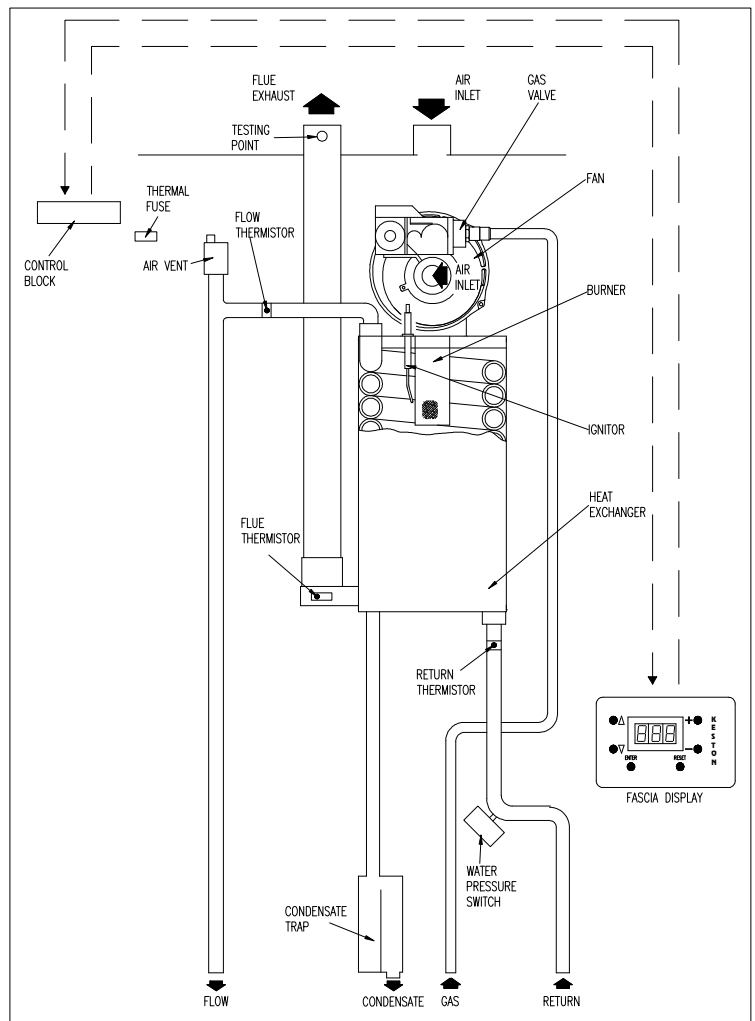 FLUE
EXHAUST
AIR
INLET
GAS
VALVE
TESTING
POINT
THERMAL
FUSE
FAN
FLOW
THERMISTOR
CONTROL
BLOCK
AIR VENT
AIR
INLET
BURNER
IGNITOR
HEAT
EXCHANGER
FLUE
THERMISTOR
RETURN
THERMISTOR
KESTON
ENTER
RESET
FASCIA DISPLAY
WATER
PRESSURE
SWITCH
CONDENSATE
TRAP
FLOW
CONDENSATE
GAS
RETURN